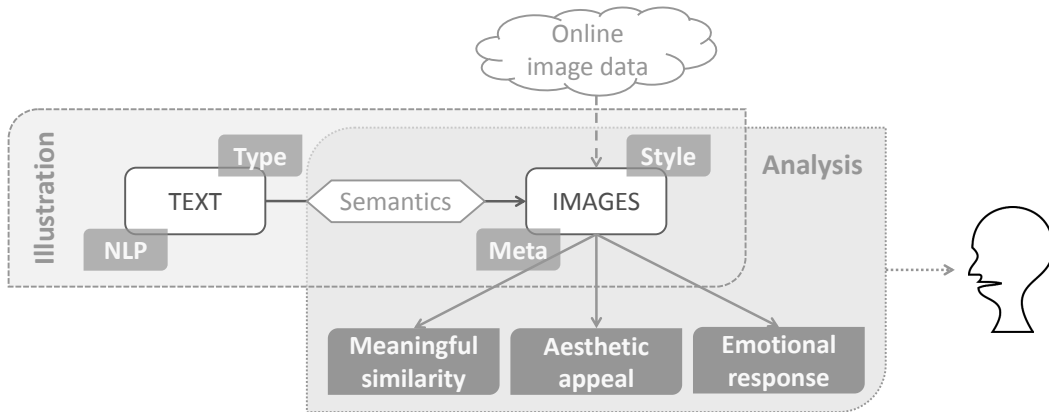 Online
image data
Illustration
Type
Style
Analysis
TEXT
Semantics
IMAGES
NLP
Meta
Meaningful
similarity
Aesthetic
appeal
Emotional
response